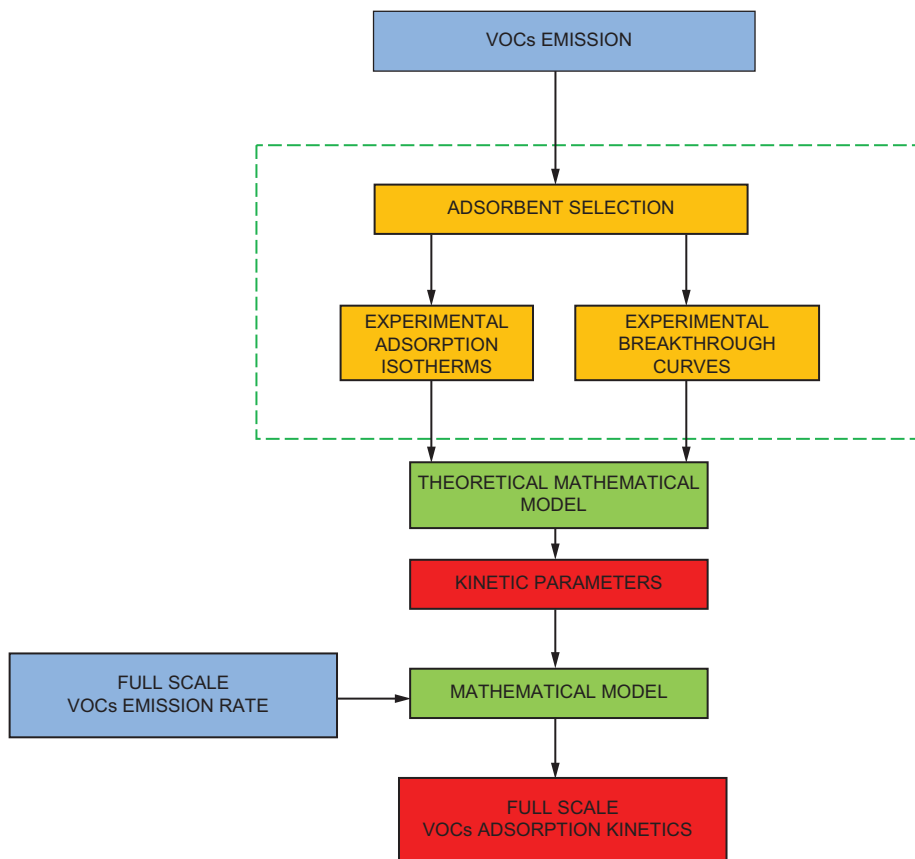 VOCs EMISSION
ADSORBENT SELECTION
EXPERIMENTAL
ADSORPTION
ISOTHERMS
EXPERIMENTAL
BREAKTHROUGH
CURVES
THEORETICAL MATHEMATICAL
MODEL
KINETIC PARAMETERS
FULL SCALE
VOCs EMISSION RATE
MATHEMATICAL MODEL
FULL SCALE
VOCs ADSORPTION KINETICS